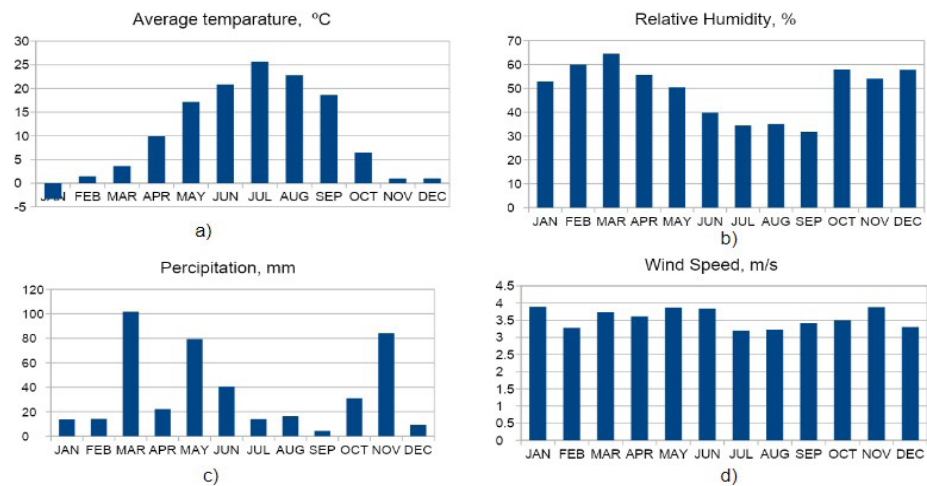 Average temparature, ºC
30
25
20
15
10
5
0
-5
JAN FEB MAR APR MAY JUN JUL AUG SEP OCT NOV DEC
a)
Relative Humidity, %
70
60
50
40
30
20
10
0
JAN FEB MAR APR MAY JUN JUL AUG SEP OCT NOV DEC
b)
Percipitation, mm
120
100
80
60
40
20
0
JAN FEB MAR APR MAY JUN JUL AUG SEP OCT NOV DEC
c)
Wind Speed, m/s
4.5
4
3.5
3
2.5
2
1.5
1
0.5
0
JAN FEB MAR APR MAY JUN JUL AUG SEP OCT NOV DEC
d)